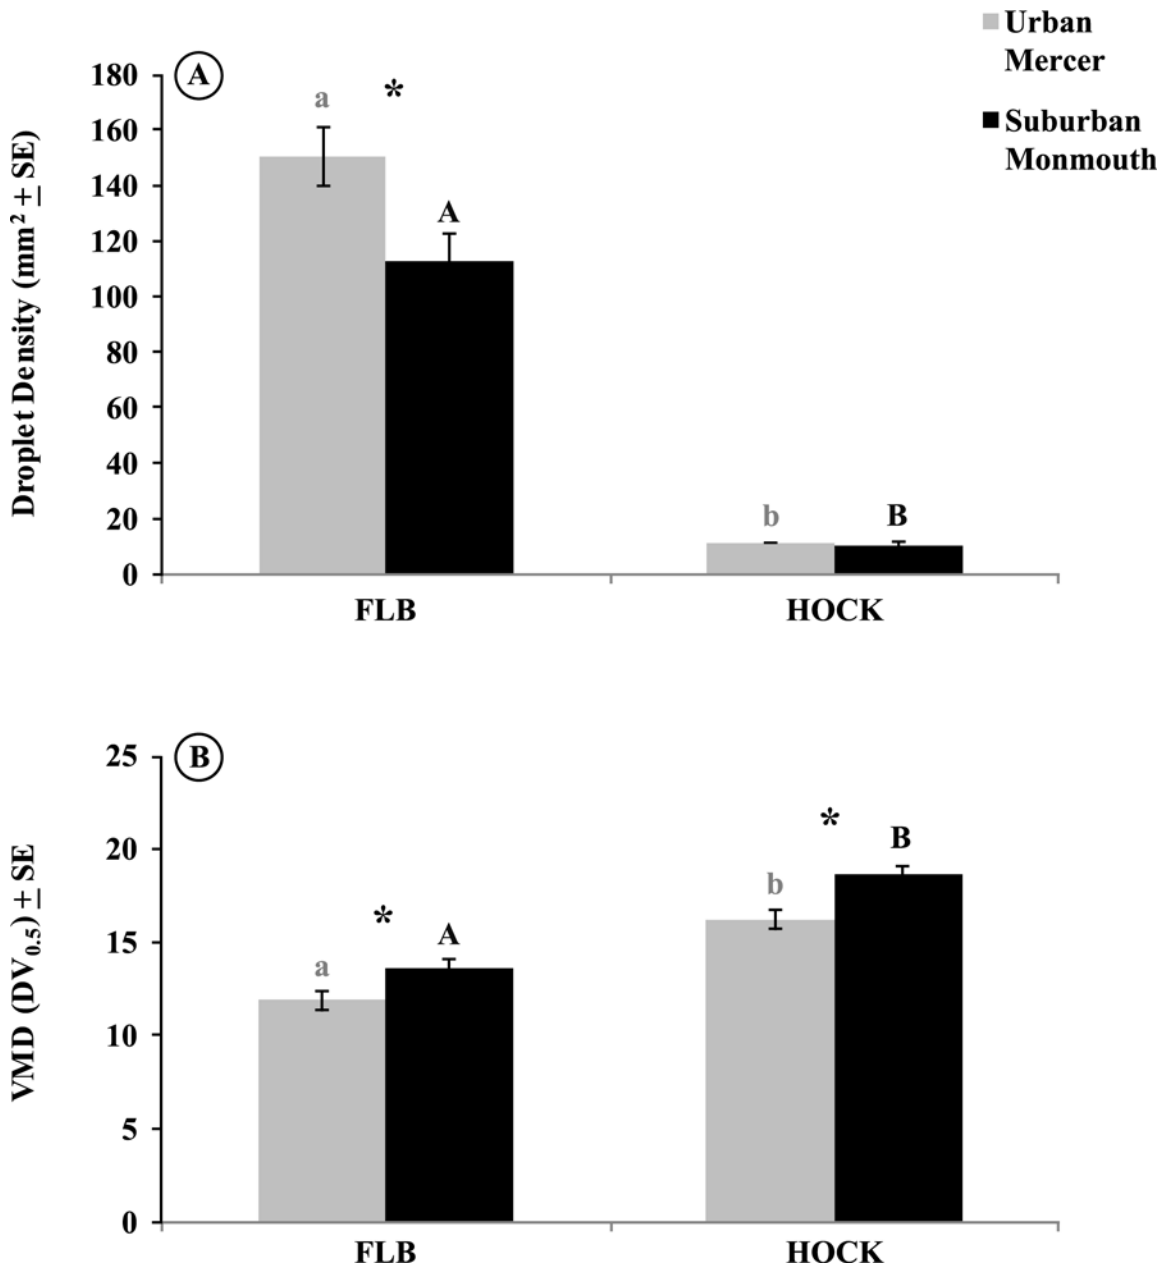 Urban
Mercer
Suburban
Monmouth
A
Droplet Density (mm² ± SE)
180
160
140
120
100
80
60
40
20
0
a
*
A
b
B
FLB
HOCK
B
VMD (DV0.5) ± SE
25
20
15
10
5
0
a
*
A
b
*
B
FLB
HOCK